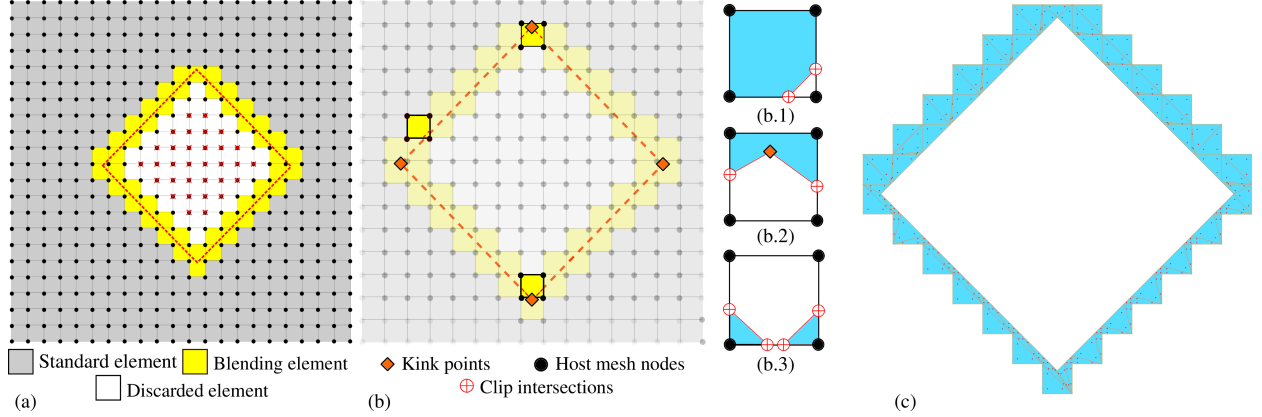 (b.1)
(b.2)
(b.3)
Standard element
Blending element
Kink points
Host mesh nodes
Discarded element
Clip intersections
(a)
(b)
(c)